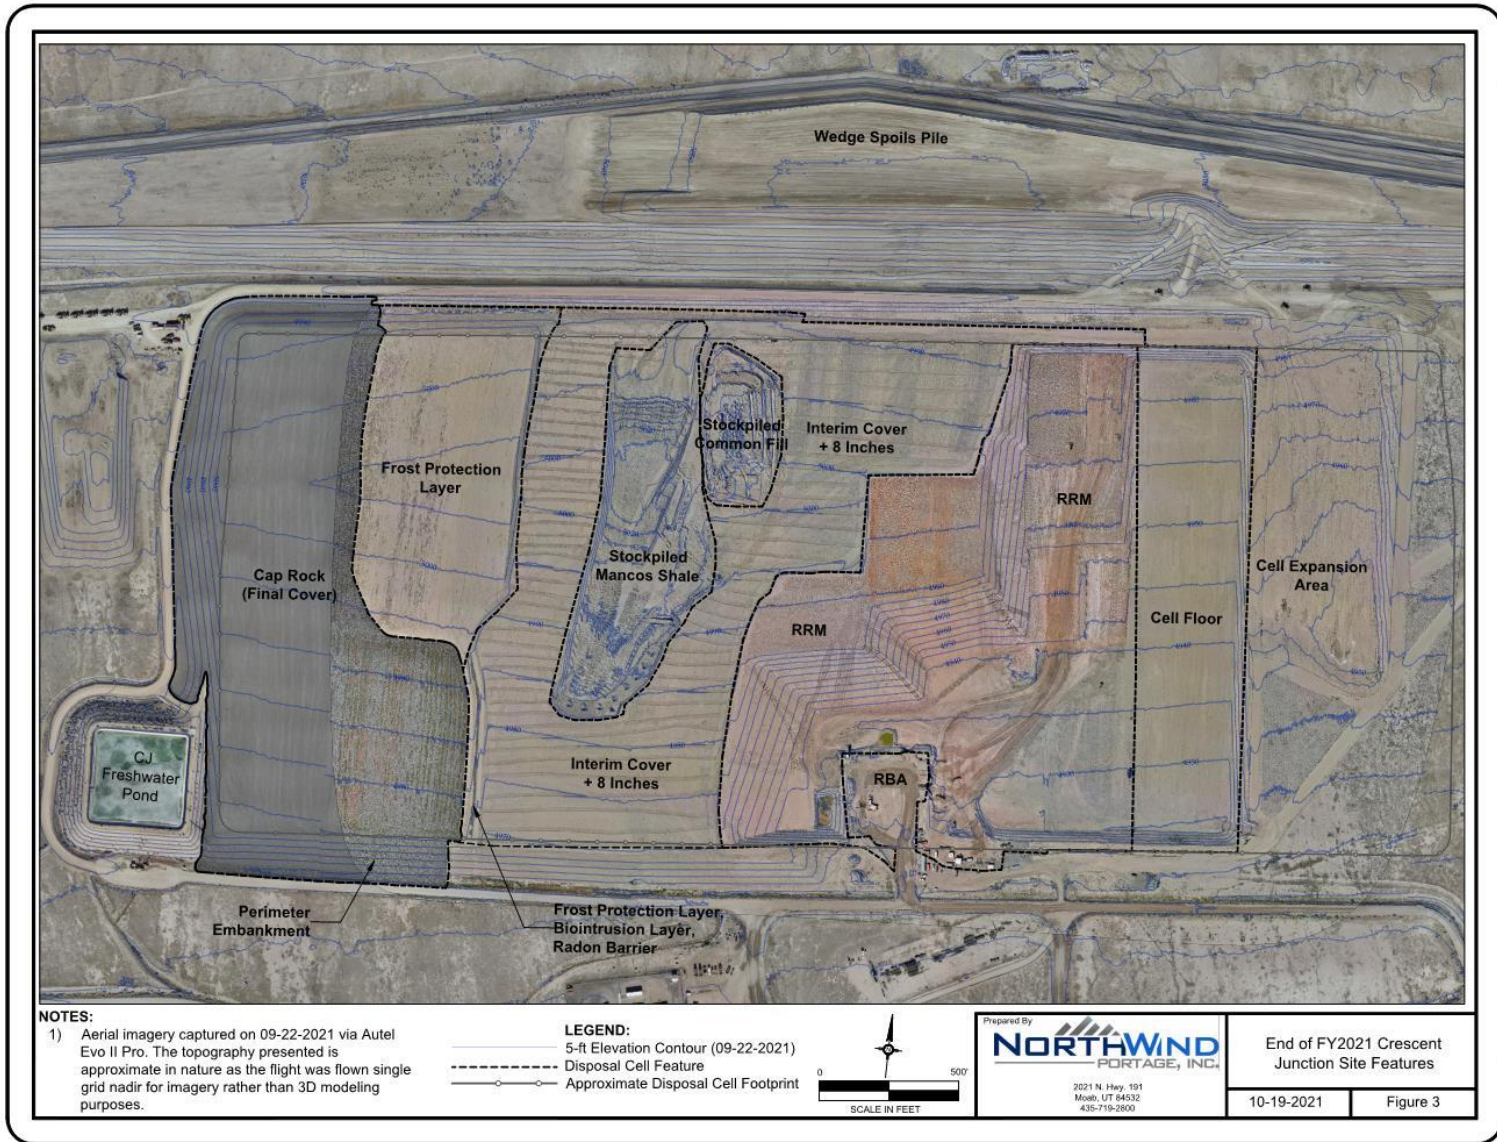 Wedge Spoils Pile
Stockpiled
Common Fill
Interim Cover
+ 8 Inches
Frost Protection
Layer
RRM
Stockpiled
Mancos Shale
Cap Rock
(Final Cover)
Cell Expansion
Area
Cell Floor
RRM
CJ
Freshwater
Pond
Interim Cover
+ 8 Inches
RBA
Perimeter
Embankment
Frost Protection Layer,
Biointrusion Layer,
Radon Barrier
NOTES:
1) Aerial imagery captured on 09-22-2021 via Autel
Evo II Pro. The topography presented is
approximate in nature as the flight was flown single
grid nadir for imagery rather than 3D modeling
purposes.
LEGEND:
5-ft Elevation Contour (09-22-2021)
Disposal Cell Feature
Approximate Disposal Cell Footprint
0 500'
SCALE IN FEET
Prepared By
NORTHWIND
PORTAGE, INC.
2021 N. Hwy. 191
Moab, UT 84532
435-719-2800
End of FY2021 Crescent
Junction Site Features
10-19-2021 Figure 3